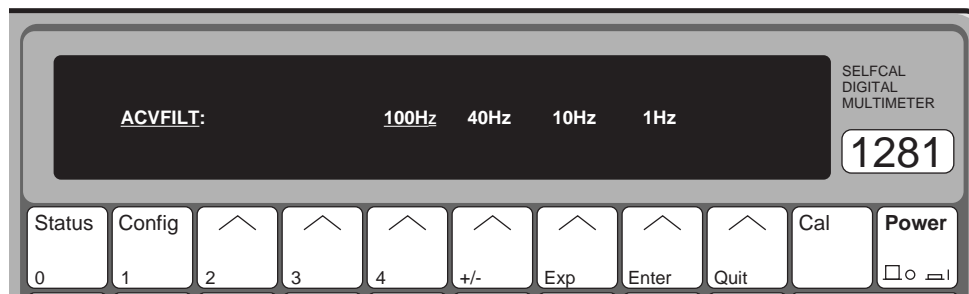 SELFCAL
DIGITAL
MULTIMETER
ACVFILT: 100Hz 40Hz 10Hz 1Hz
1281
Status Config Cal Power
0 1 2 3 4 +/- Exp Enter Quit